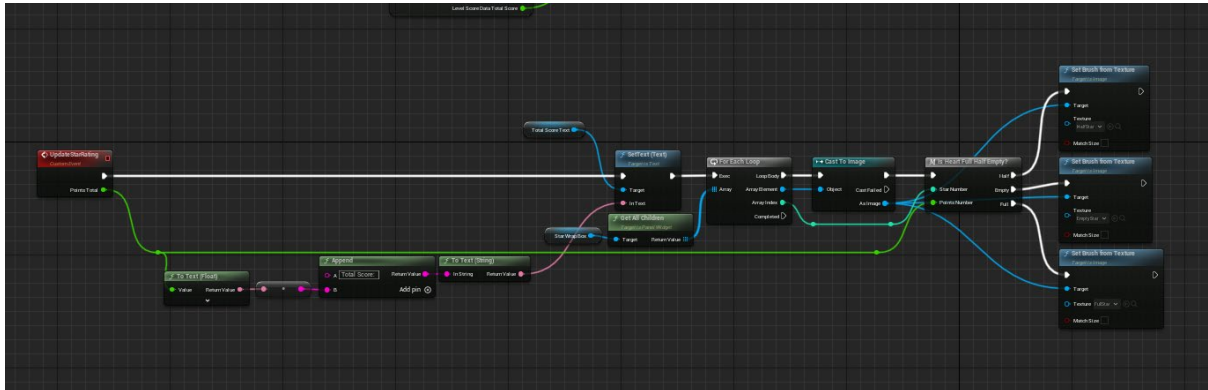 Level Score Data Total Score
UpdateStarRating
Custom Event
Points Total
To Text (Float)
Value
Return Value
Append
A
Total Score:
Return Value
B
Add pin
To Text (String)
In String
Return Value
Total Score Text
SetText (Text)
Target is Text
Target
In Text
Star Wrap Box
Get All Children
Target is Panel Widget
Target
Return Value
For Each Loop
Exec
Loop Body
Array
Array Element
Array Index
Completed
Cast To Image
Object
Cast Failed
As Image
Is Heart Full Half Empty?
Half
Star Number
Empty
Points Number
Full
Set Brush from Texture
Target is Image
Target
Texture
HalfStar
Match Size
Set Brush from Texture
Target is Image
Target
Texture
EmptyStar
Match Size
Set Brush from Texture
Target is Image
Target
Texture
FullStar
Match Size